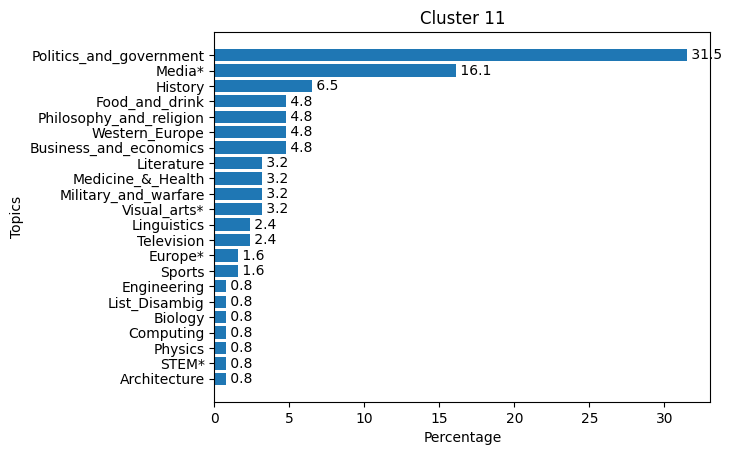 Cluster 11
Politics_and_government 31.5
Media* 16.1
History 6.5
Food_and_drink 4.8
Philosophy_and_religion 4.8
Western_Europe 4.8
Business_and_economics 4.8
Literature 3.2
Medicine_&_Health 3.2
Military_and_warfare 3.2
Visual_arts* 3.2
Linguistics 2.4
Television 2.4
Europe* 1.6
Sports 1.6
Engineering 0.8
List_Disambig 0.8
Biology 0.8
Computing 0.8
Physics 0.8
STEM* 0.8
Architecture 0.8
Topics
0 5 10 15 20 25 30
Percentage